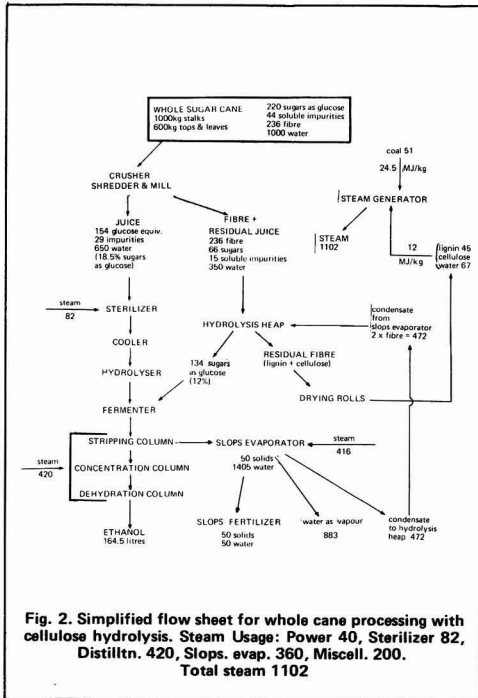 WHOLE SUGAR CANE
1000kg stalks
600kg tops & leaves
220 sugars as glucose
44 soluble impurities
236 fibre
1000 water
coal 51
24.5 MJ/kg
CRUSHER
SHREDDER & MILL
STEAM GENERATOR
JUICE
154 glucose equiv.
29 impurities
650 water
(18.5% sugars
as glucose)
FIBRE +
RESIDUAL JUICE
236 fibre
66 sugars
15 soluble impurities
350 water
STEAM
1102
12
MJ/kg
lignin 45
cellulose
water 67
steam
82
STERILIZER
HYDROLYSIS HEAP
condensate
from
slops evaporator
2 x fibre = 472
COOLER
HYDROLYSER
134 sugars
as glucose
(12%)
RESIDUAL FIBRE
(lignin + cellulose)
FERMENTER
DRYING ROLLS
STRIPPING COLUMN
SLOPS EVAPORATOR
steam
416
steam
420
CONCENTRATION COLUMN
50 solids
1405 water
DEHYDRATION COLUMN
ETHANOL
164.5 litres
SLOPS FERTILIZER
50 solids
50 water
water as vapour
883
condensate
to hydrolysis
heap 472
Fig. 2. Simplified flow sheet for whole cane processing with
cellulose hydrolysis. Steam Usage: Power 40, Sterilizer 82,
Distilltn. 420, Slops. evap. 360, Miscell. 200.
Total steam 1102